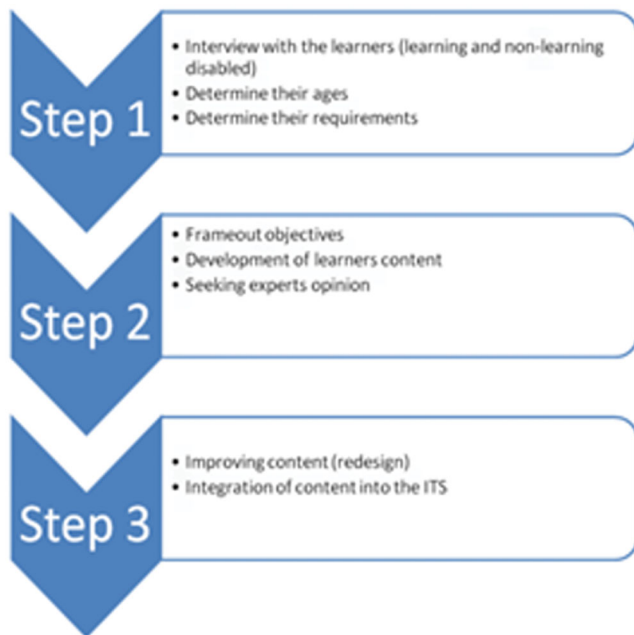 Step 1
• Interview with the learners (learning and non-learning
disabled)
• Determine their ages
• Determine their requirements
Step 2
• Frameout objectives
• Development of learners content
• Seeking experts opinion
Step 3
• Improving content (redesign)
• Integration of content into the ITS